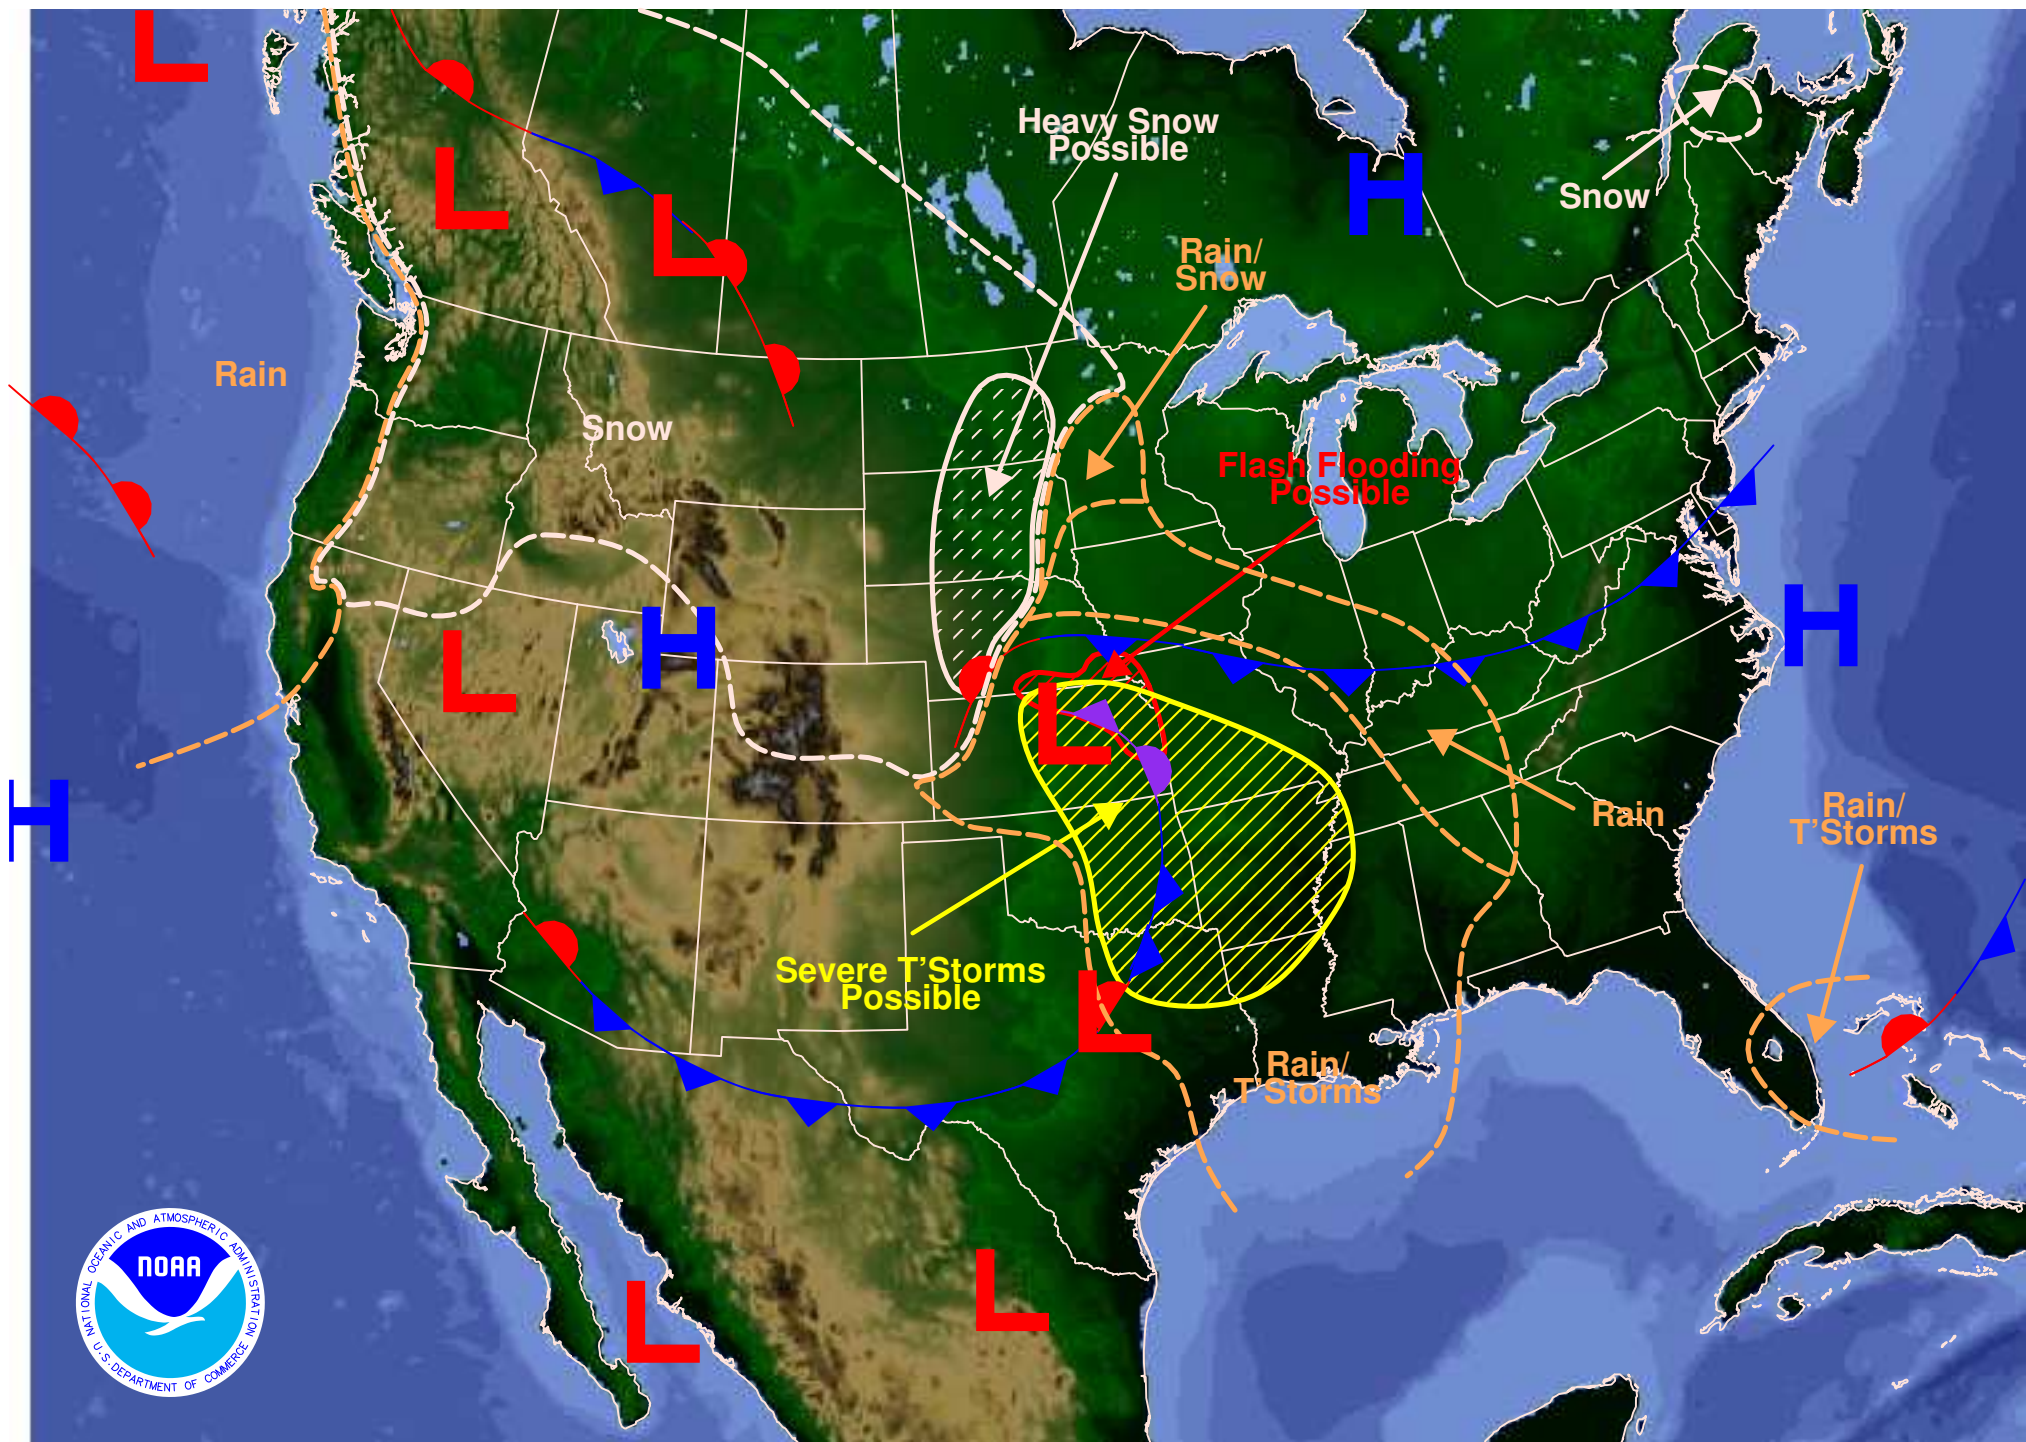 L
Heavy Snow
Possible
Snow
L
L
H
Rain/
Snow
Rain
Snow
Flash Flooding
Possible
H
H
L
L
H
Rain
Rain/
T'Storms
Severe T'Storms
Possible
L
Rain/
T'Storms
L
L
NATIONAL OCEANIC AND ATMOSPHERIC ADMINISTRATION
NOAA
U.S. DEPARTMENT OF COMMERCE